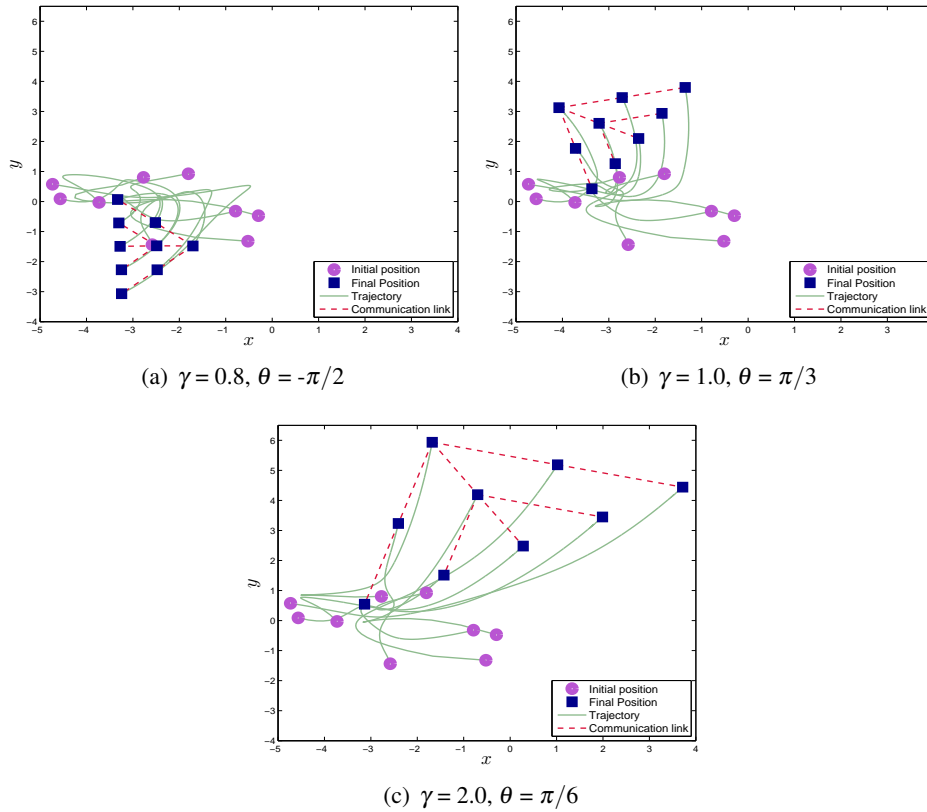 6
5
4
3
2
1
0
−1
−2
−3
−4
y
−5 −4 −3 −2 −1 0 1 2 3 4
x
Initial position
Final Position
Trajectory
Communication link
(a) γ = 0.8, θ = -π/2
6
5
4
3
2
1
0
−1
−2
−3
−4
y
−5 −4 −3 −2 −1 0 1 2 3
x
Initial position
Final Position
Trajectory
Communication link
(b) γ = 1.0, θ = π/3
6
5
4
3
2
1
0
−1
−2
−3
−4
y
−5 −4 −3 −2 −1 0 1 2 3 4
x
Initial position
Final Position
Trajectory
Communication link
(c) γ = 2.0, θ = π/6